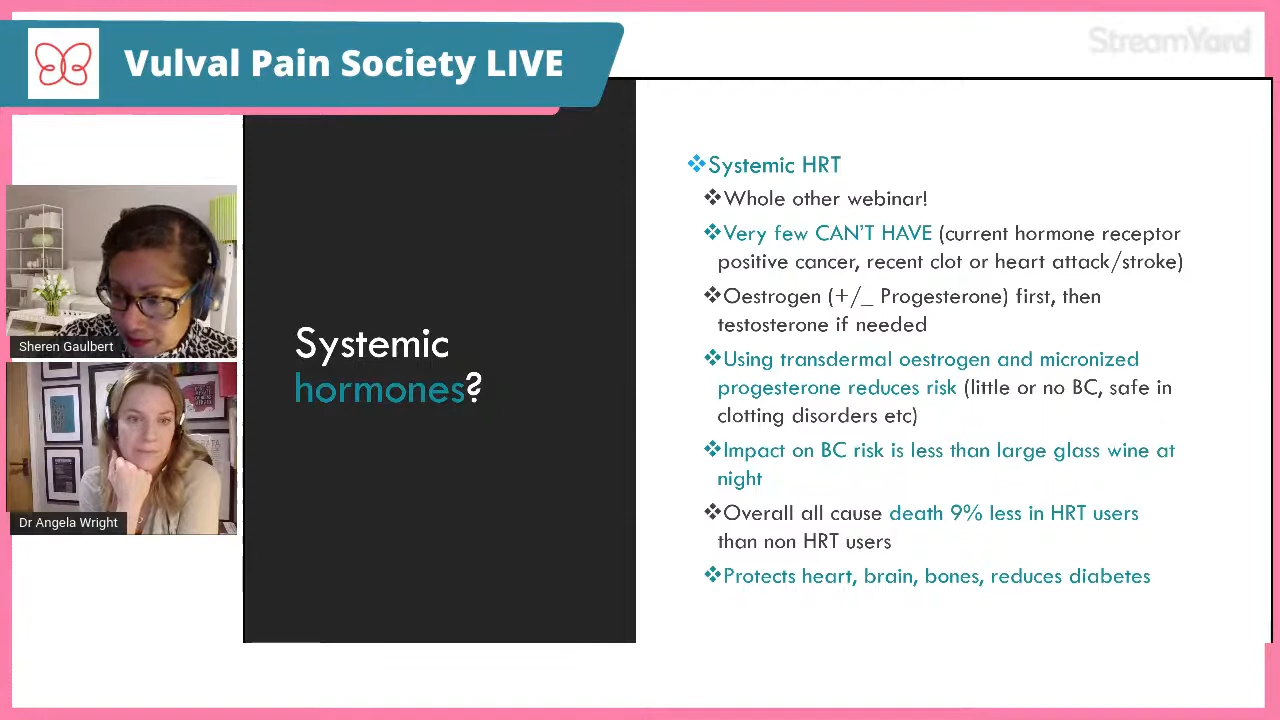 Vulval Pain Society LIVE
StreamYard
Sheren Gaulbert
Dr Angela Wright
Systemic
hormones?
❖Systemic HRT
❖Whole other webinar!
❖Very few CAN'T HAVE (current hormone receptor
positive cancer, recent clot or heart attack/stroke)
❖Oestrogen (+/_ Progesterone) first, then
testosterone if needed
❖Using transdermal oestrogen and micronized
progesterone reduces risk (little or no BC, safe in
clotting disorders etc)
❖Impact on BC risk is less than large glass wine at
night
❖Overall all cause death 9% less in HRT users
than non HRT users
❖Protects heart, brain, bones, reduces diabetes